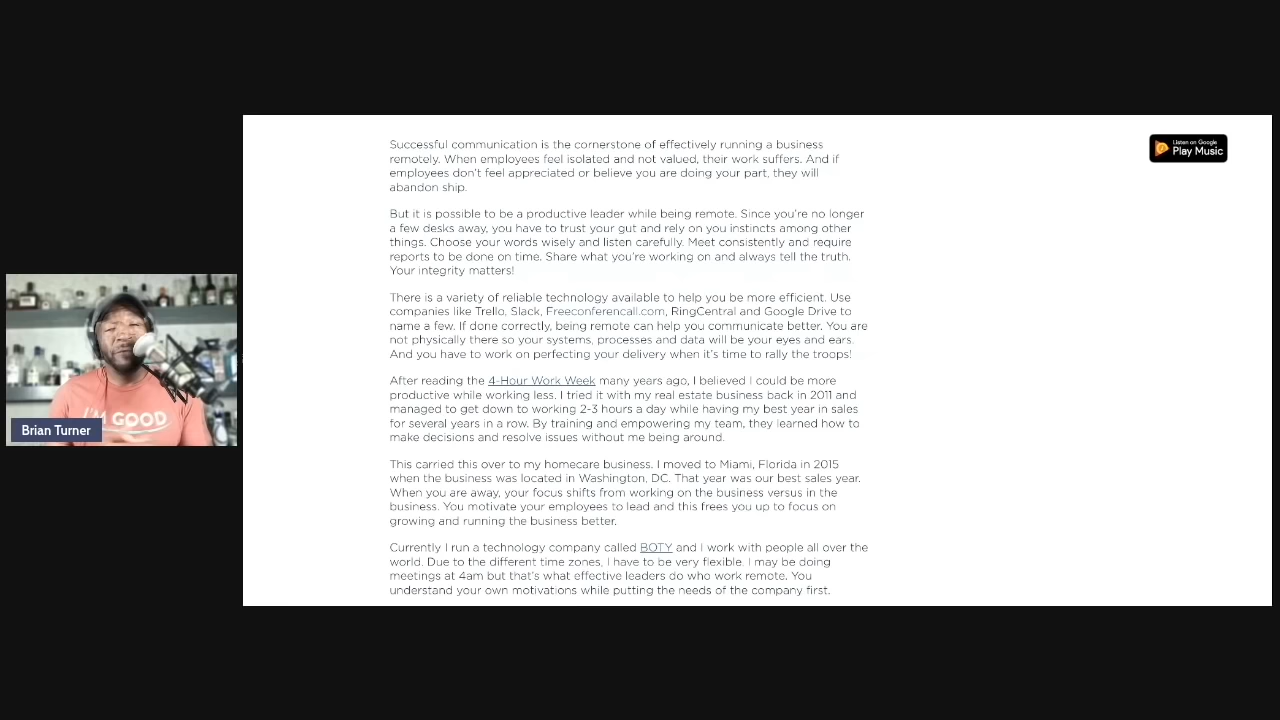 Successful communication is the cornerstone of effectively running a business
remotely. When employees feel isolated and not valued, their work suffers. And if
employees don't feel appreciated or believe you are doing your part, they will
abandon ship.
But it is possible to be a productive leader while being remote. Since you're no longer
a few desks away, you have to trust your gut and rely on you instincts among other
things. Choose your words wisely and listen carefully. Meet consistently and require
reports to be done on time. Share what you're working on and always tell the truth.
Your integrity matters!
There is a variety of reliable technology available to help you be more efficient. Use
companies like Trello, Slack, Freeconferencall.com, RingCentral and Google Drive to
name a few. If done correctly, being remote can help you communicate better. You are
not physically there so your systems, processes and data will be your eyes and ears.
And you have to work on perfecting your delivery when it's time to rally the troops!
After reading the 4-Hour Work Week many years ago, I believed I could be more
productive while working less. I tried it with my real estate business back in 2011 and
managed to get down to working 2-3 hours a day while having my best year in sales
for several years in a row. By training and empowering my team, they learned how to
make decisions and resolve issues without me being around.
This carried this over to my homecare business. I moved to Miami, Florida in 2015
when the business was located in Washington, DC. That year was our best sales year.
When you are away, your focus shifts from working on the business versus in the
business. You motivate your employees to lead and this frees you up to focus on
growing and running the business better.
Currently I run a technology company called BOTY and I work with people all over the
world. Due to the different time zones, I have to be very flexible. I may be doing
meetings at 4am but that's what effective leaders do who work remote. You
understand your own motivations while putting the needs of the company first.
Listen on Google
Play Music
I'M GOOD
Brian Turner